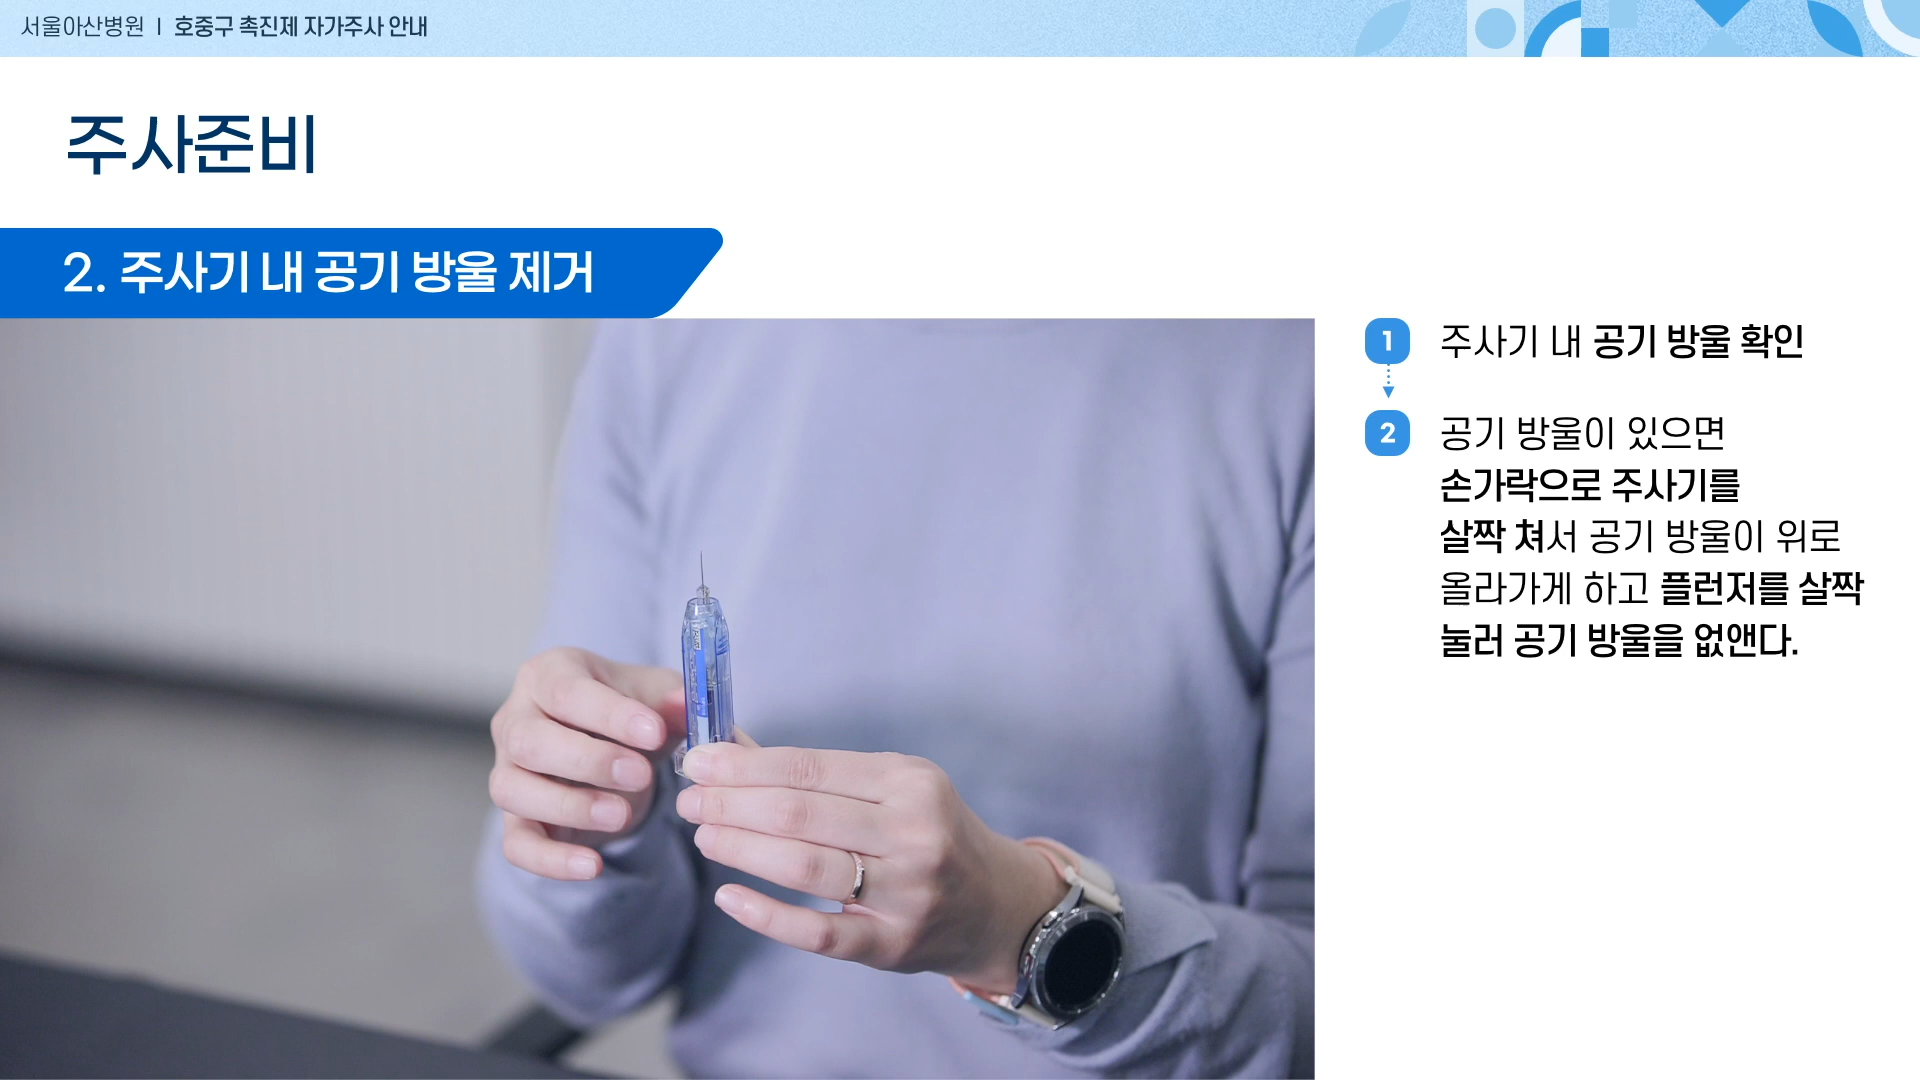 서울아산병원 | 호중구 촉진제 자가주사 안내
주사준비
2. 주사기 내 공기 방울 제거
1 주사기 내 공기 방울 확인
2 공기 방울이 있으면
손가락으로 주사기를
살짝 쳐서 공기 방울이 위로
올라가게 하고 플런저를 살짝
눌러 공기 방울을 없앤다.